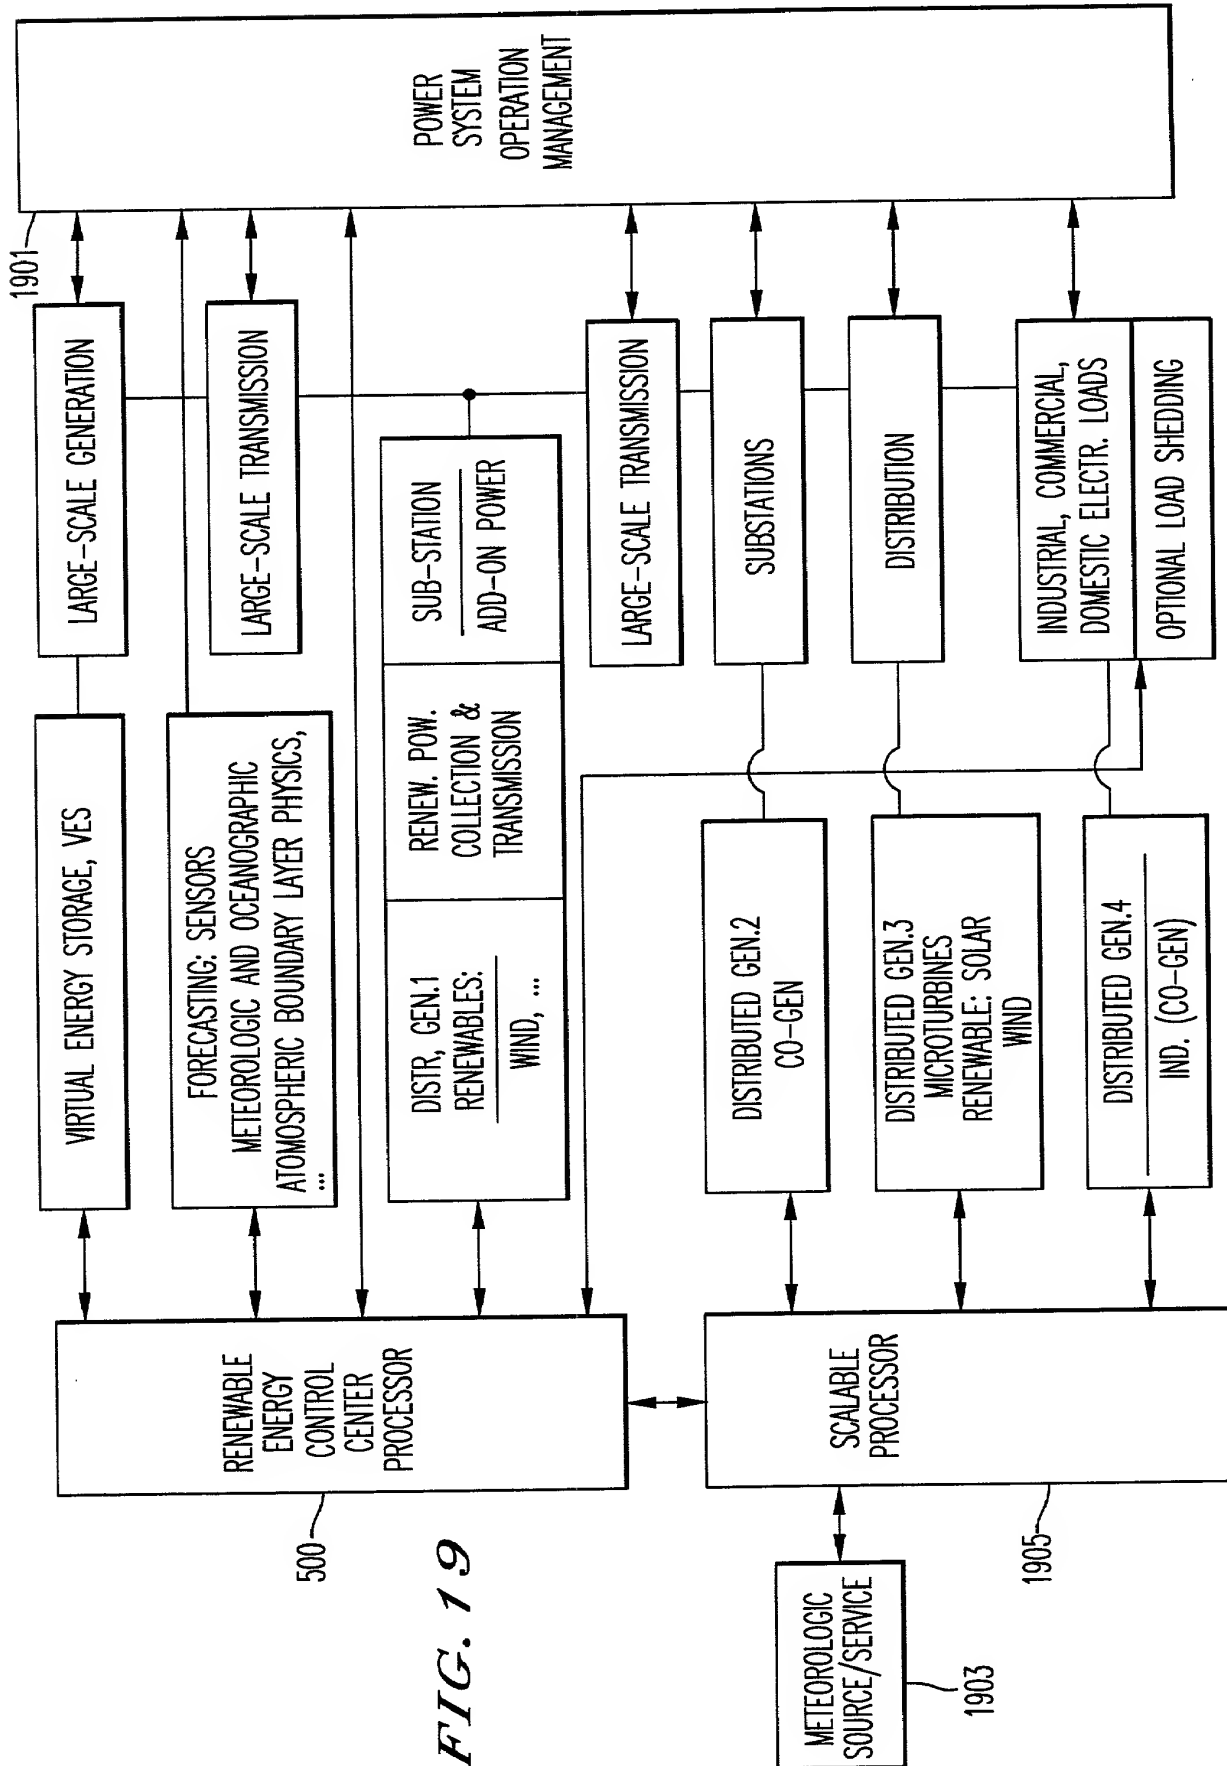 1901
POWER
SYSTEM
OPERATION
MANAGEMENT
LARGE-SCALE GENERATION
LARGE-SCALE TRANSMISSION
SUB-STATION
ADD-ON POWER
LARGE-SCALE TRANSMISSION
SUBSTATIONS
DISTRIBUTION
INDUSTRIAL, COMMERCIAL,
DOMESTIC ELECTR. LOADS
OPTIONAL LOAD SHEDDING
VIRTUAL ENERGY STORAGE, VES
FORECASTING: SENSORS
METEOROLOGIC AND OCEANOGRAPHIC
ATOMOSPHERIC BOUNDARY LAYER PHYSICS,
...
RENEW. POW.
COLLECTION &
TRANSMISSION
DISTR, GEN.1
RENEWABLES:
WIND, ...
DISTRIBUTED GEN.2
CO-GEN
DISTRIBUTED GEN.3
MICROTURBINES
RENEWABLE: SOLAR
WIND
DISTRIBUTED GEN.4
IND. (CO-GEN)
RENEWABLE
ENERGY
CONTROL
CENTER
PROCESSOR
500
SCALABLE
PROCESSOR
1905
METEOROLOGIC
SOURCE/SERVICE
1903
FIG. 19